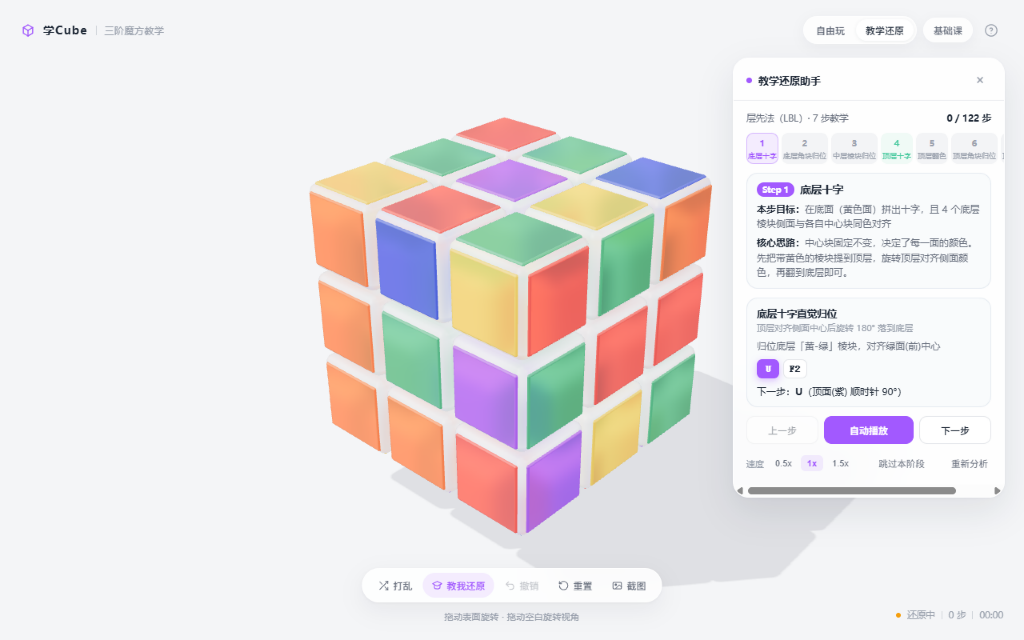 学Cube 三阶魔方教学
自由玩 教学还原 基础课
教学还原助手
层先法（LBL）· 7 步教学 0 / 122 步
1 2 3 4 5 6
底层十字 底层角块归位 中层棱块归位 顶层十字 顶层颜色 顶层角块归位
Step 1 底层十字
本步目标：在底面（黄色面）拼出十字，且 4 个底层
棱块侧面与各自中心块同色对齐
核心思路：中心块固定不变，决定了每一面的颜色。
先把带黄色的棱块提到顶层，旋转顶层对齐侧面颜
色，再翻到底层即可。
底层十字直觉归位
顶层对齐侧面中心后旋转 180° 落到底层
归位底层「黄-绿」棱块，对齐绿面(前)中心
U F2
下一步：U（顶面(紫) 顺时针 90°）
上一步 自动播放 下一步
速度 0.5x 1x 1.5x 跳过本阶段 重新分析
打乱 教我还原 撤销 重置 截图
拖动表面旋转 · 拖动空白旋转视角
还原中 0 步 00:00